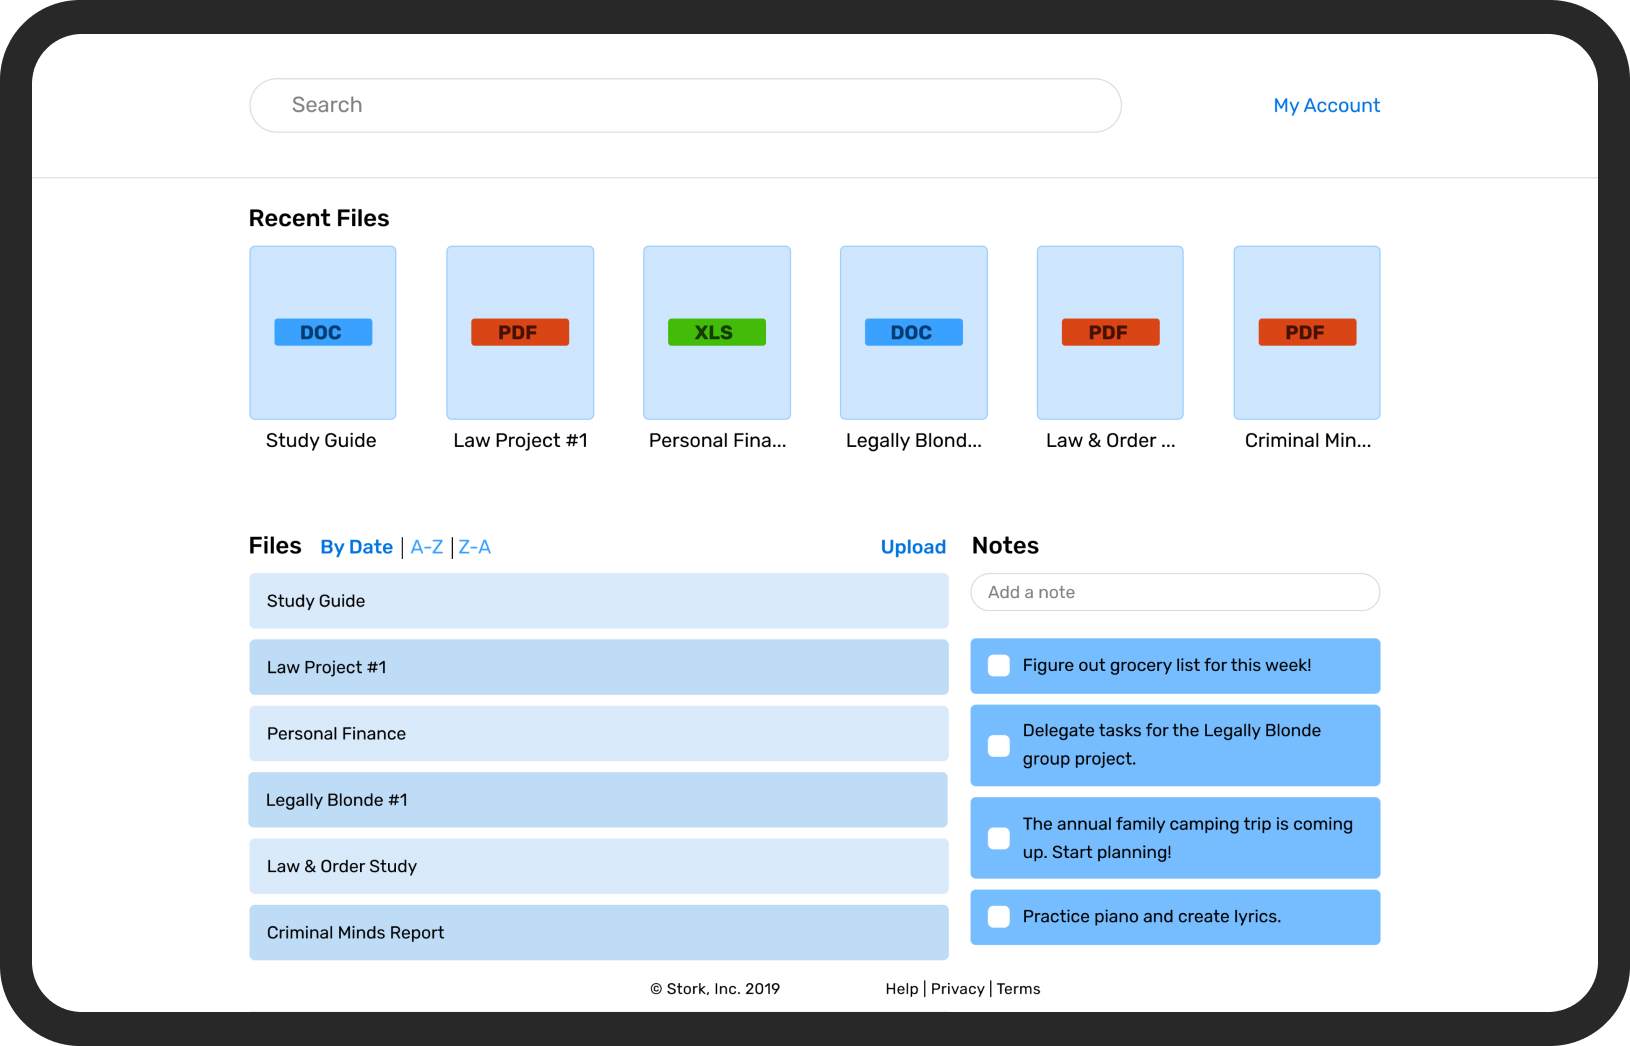 Search
My Account
Recent Files
DOC
PDF
XLS
DOC
PDF
PDF
Study Guide
Law Project #1
Personal Fina...
Legally Blond...
Law & Order ...
Criminal Min...
Files By Date | A-Z | Z-A
Upload
Notes
Study Guide
Law Project #1
Personal Finance
Legally Blonde #1
Law & Order Study
Criminal Minds Report
Add a note
Figure out grocery list for this week!
Delegate tasks for the Legally Blonde
group project.
The annual family camping trip is coming
up. Start planning!
Practice piano and create lyrics.
© Stork, Inc. 2019
Help | Privacy | Terms